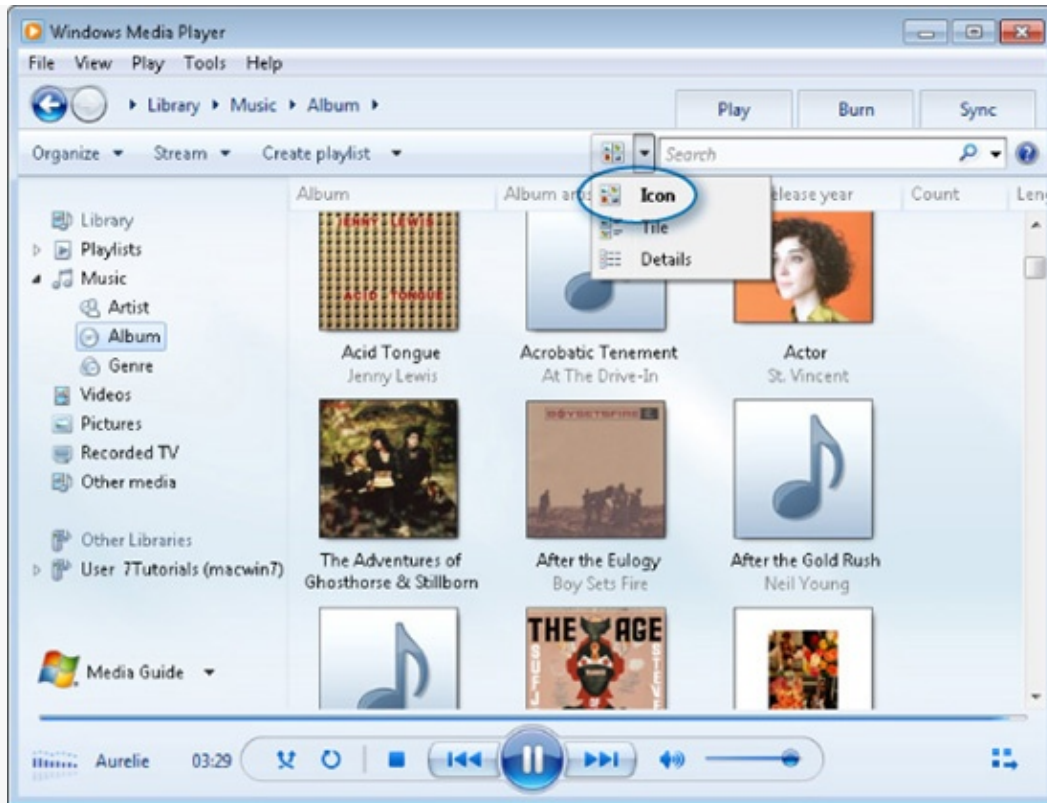 Windows Media Player
File View Play Tools Help
Library Music Album
Play Burn Sync
Organize Stream Create playlist
Search
Icon
Tile
Details
Album
Album
Release year
Count
Library
Playlists
Music
Artist
Album
Genre
Videos
Pictures
Recorded TV
Other media
Other Libraries
User 7Tutorials (macwin7)
Media Guide
JENNY LEWIS
ACID TONGUE
Acid Tongue
Jenny Lewis
Acrobatic Tenement
At The Drive-In
Actor
St. Vincent
BOYSETSFIRE
The Adventures of
Ghosthorse & Stillborn
After the Eulogy
Boy Sets Fire
After the Gold Rush
Neil Young
THE AGE
Aurelie 03:29